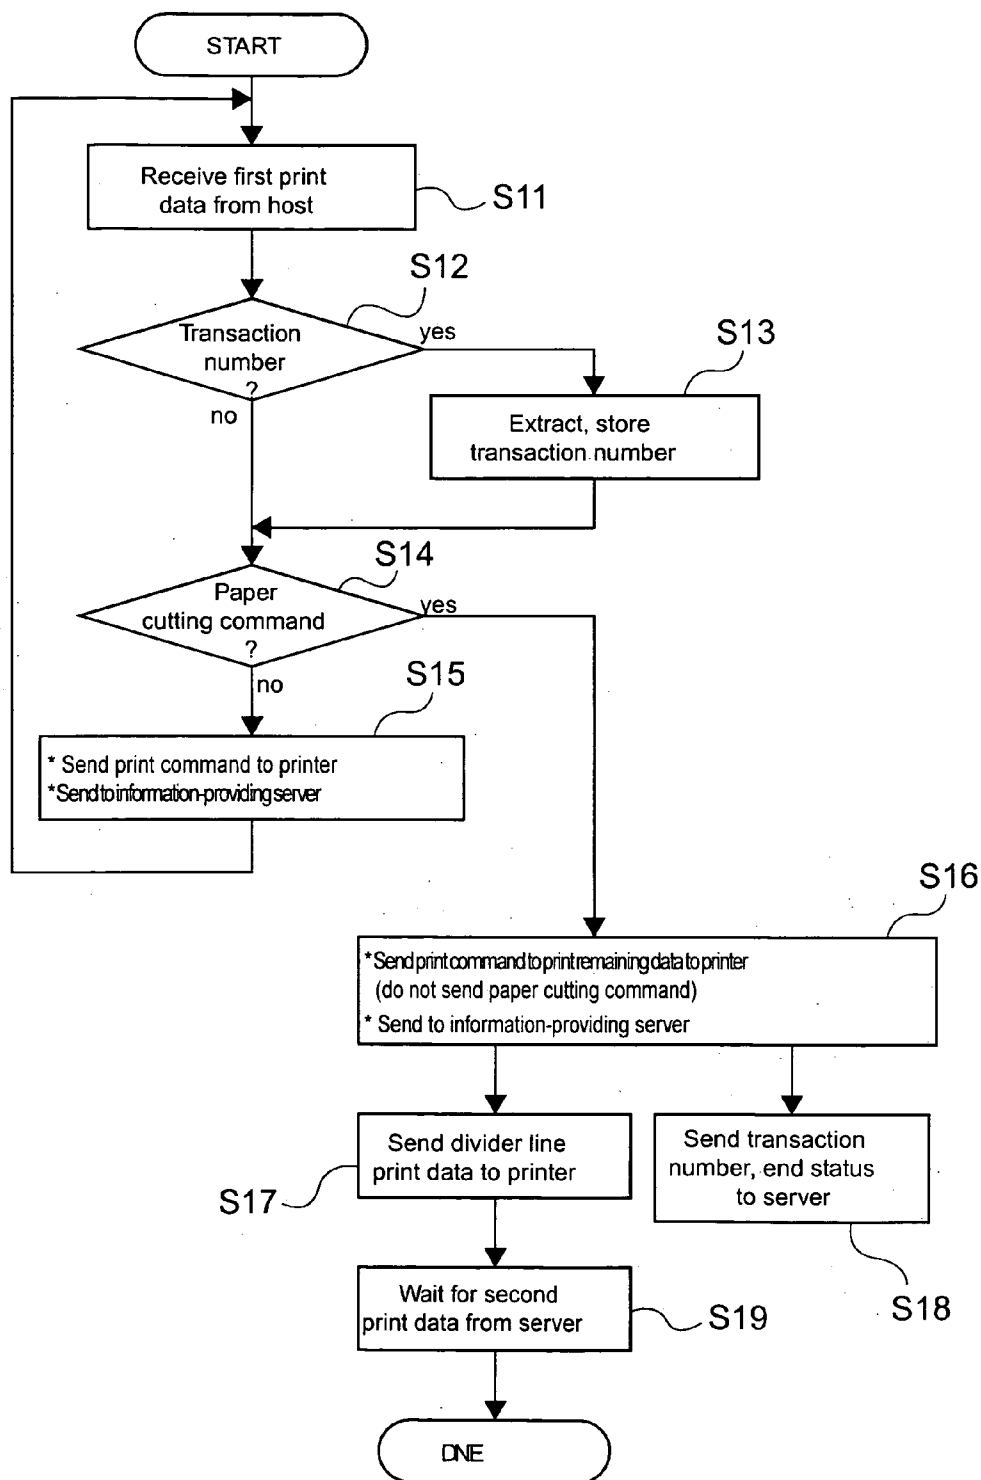 START
Receive first print
data from host
S11
S12
Transaction
number
?
yes
no
S13
Extract, store
transaction number
S14
Paper
cutting command
?
yes
no
S15
* Send print command to printer
*Send to information-providing server
S16
*Send print command to print remaining data to printer
(do not send paper cutting command)
* Send to information-providing server
Send divider line
print data to printer
S17
Send transaction
number, end status
to server
S18
Wait for second
print data from server
S19
DNE